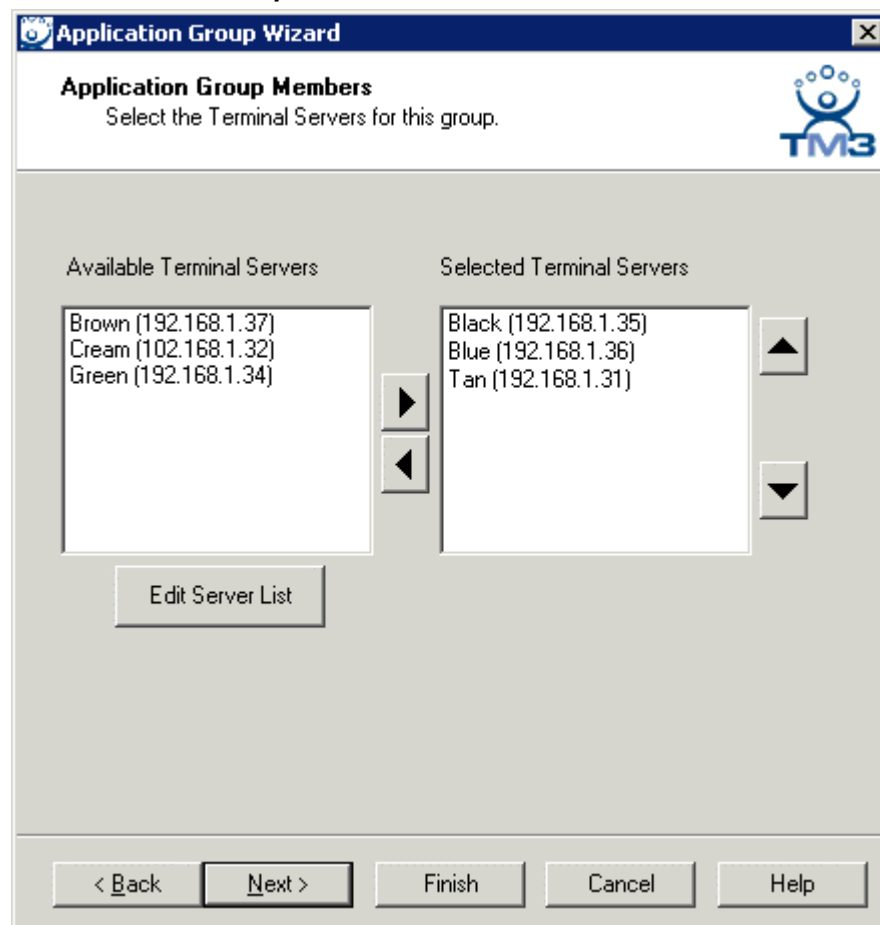 Application Group Wizard
Application Group Members
Select the Terminal Servers for this group.
TM3
Available Terminal Servers
Selected Terminal Servers
Brown (192.168.1.37)
Cream (102.168.1.32)
Green (192.168.1.34)
Black (192.168.1.35)
Blue (192.168.1.36)
Tan (192.168.1.31)
Edit Server List
< Back
Next >
Finish
Cancel
Help